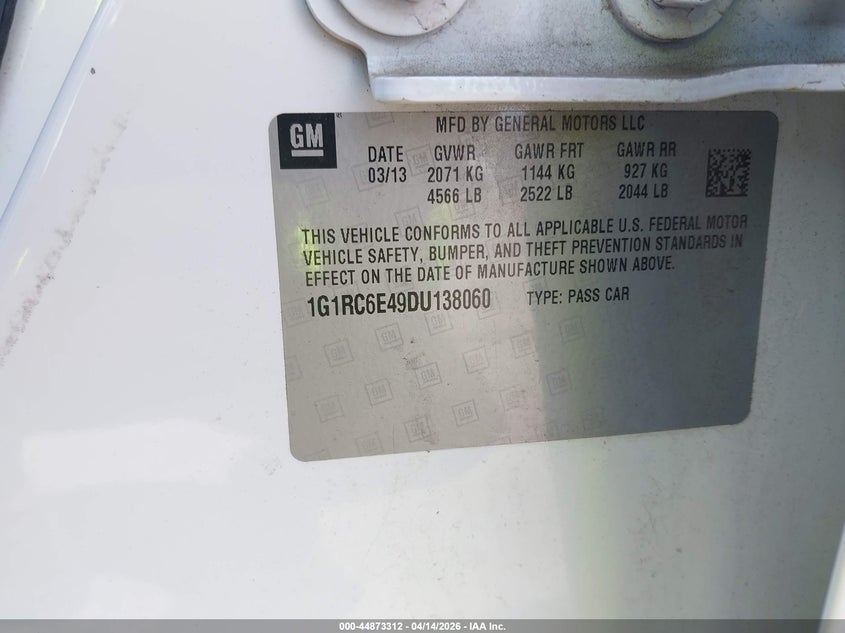 GM
MFD BY GENERAL MOTORS LLC
DATE GVWR GAWR FRT GAWR RR
03/13 2071 KG 1144 KG 927 KG
4566 LB 2522 LB 2044 LB
THIS VEHICLE CONFORMS TO ALL APPLICABLE U.S. FEDERAL MOTOR
VEHICLE SAFETY, BUMPER, AND THEFT PREVENTION STANDARDS IN
EFFECT ON THE DATE OF MANUFACTURE SHOWN ABOVE.
1G1RC6E49DU138060 TYPE: PASS CAR
000-44873312 - 04/14/2026 - IAA Inc.